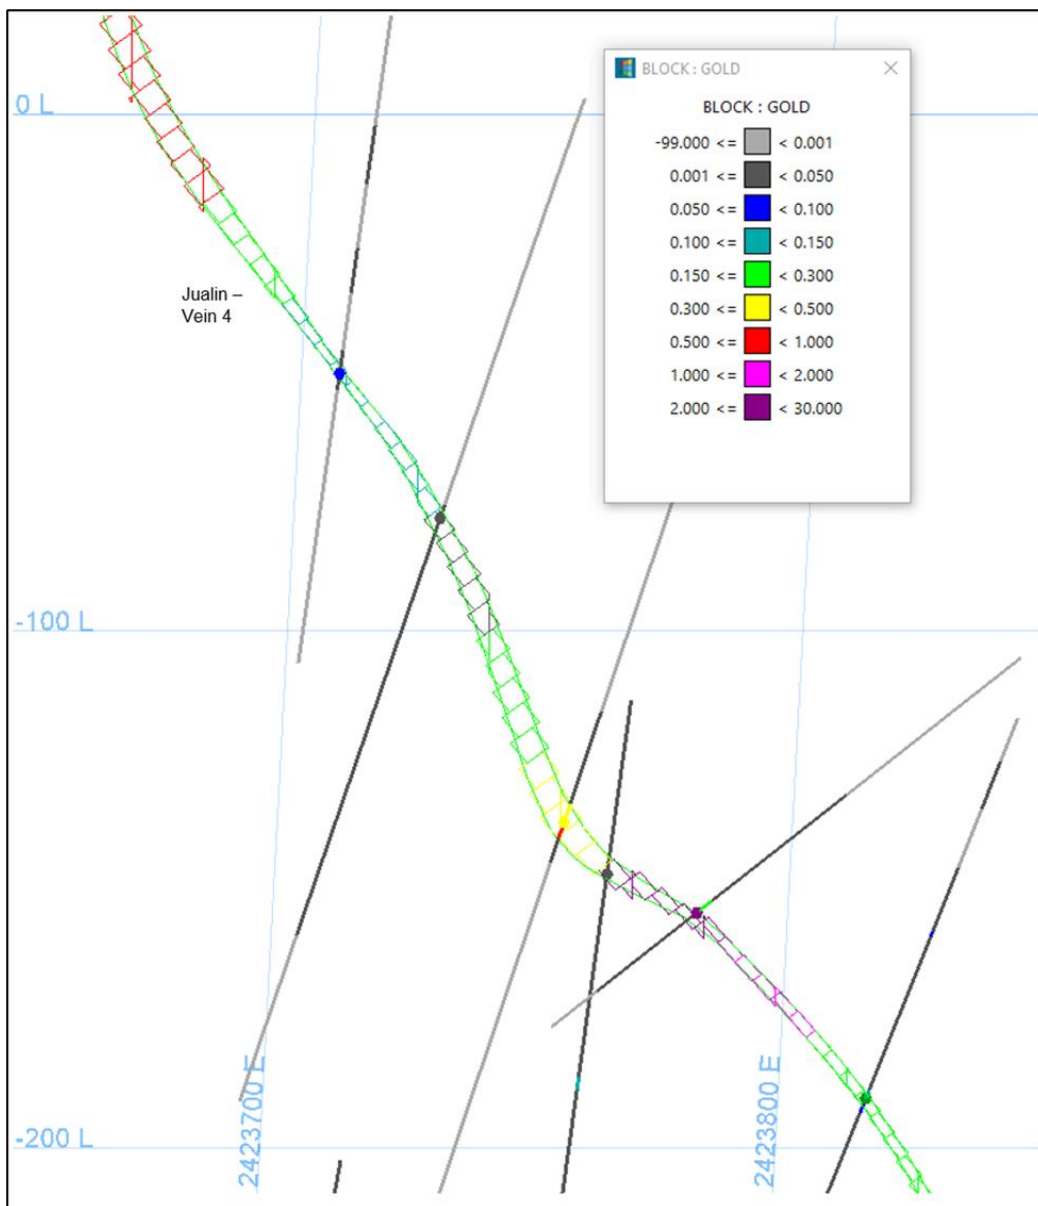 BLOCK : GOLD
BLOCK : GOLD
-99.000 <= < 0.001
0.001 <= < 0.050
0.050 <= < 0.100
0.100 <= < 0.150
0.150 <= < 0.300
0.300 <= < 0.500
0.500 <= < 1.000
1.000 <= < 2.000
2.000 <= < 30.000
0 L
Jualin –
Vein 4
-100 L
-200 L
2423700 E
2423800 E